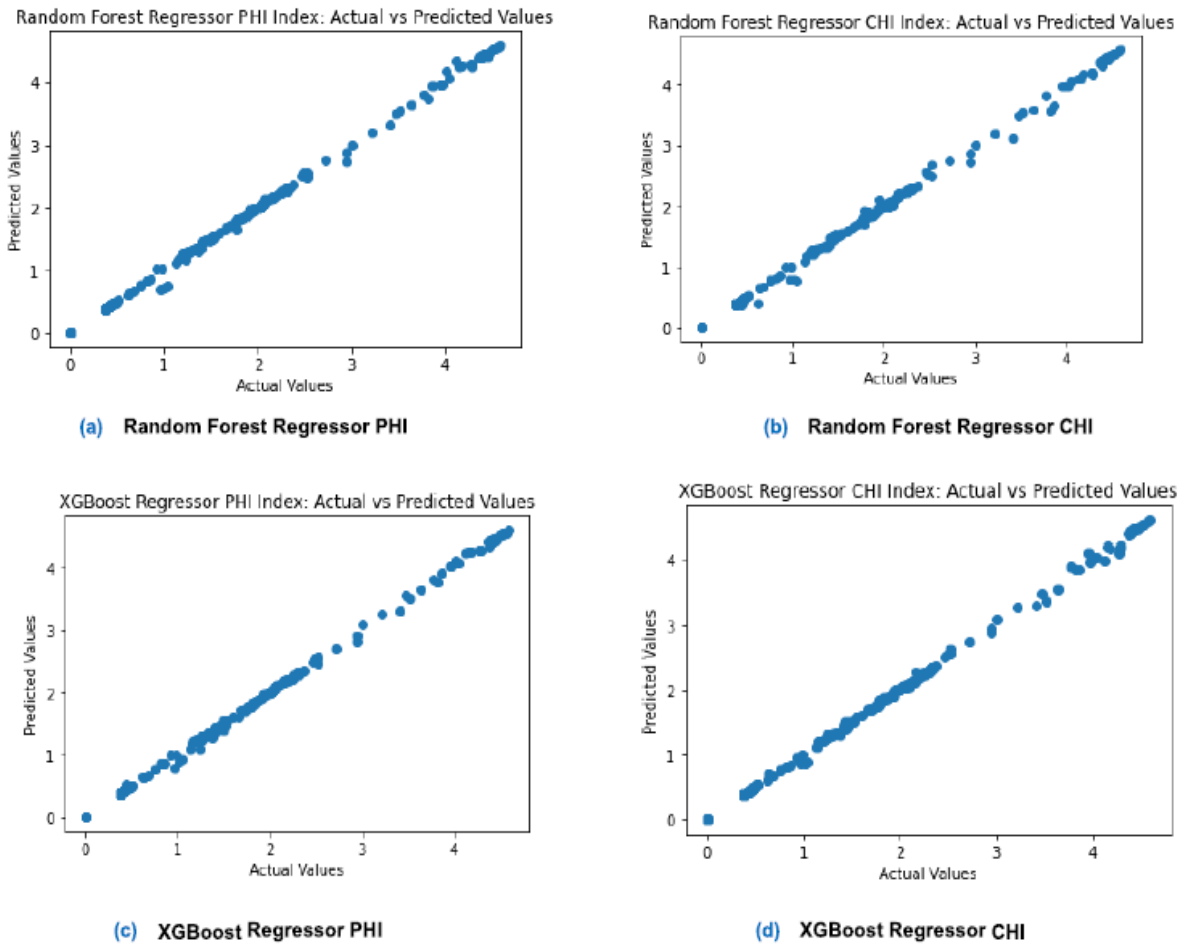 Random Forest Regressor PHI Index: Actual vs Predicted Values
4
3
2
1
0
Predicted Values
0 1 2 3 4
Actual Values
(a) Random Forest Regressor PHI
Random Forest Regressor CHI Index: Actual vs Predicted Values
4
3
2
1
0
Predicted Values
0 1 2 3 4
Actual Values
(b) Random Forest Regressor CHI
XGBoost Regressor PHI Index: Actual vs Predicted Values
4
3
2
1
0
Predicted Values
0 1 2 3 4
Actual Values
(c) XGBoost Regressor PHI
XGBoost Regressor CHI Index: Actual vs Predicted Values
4
3
2
1
0
Predicted Values
0 1 2 3 4
Actual Values
(d) XGBoost Regressor CHI